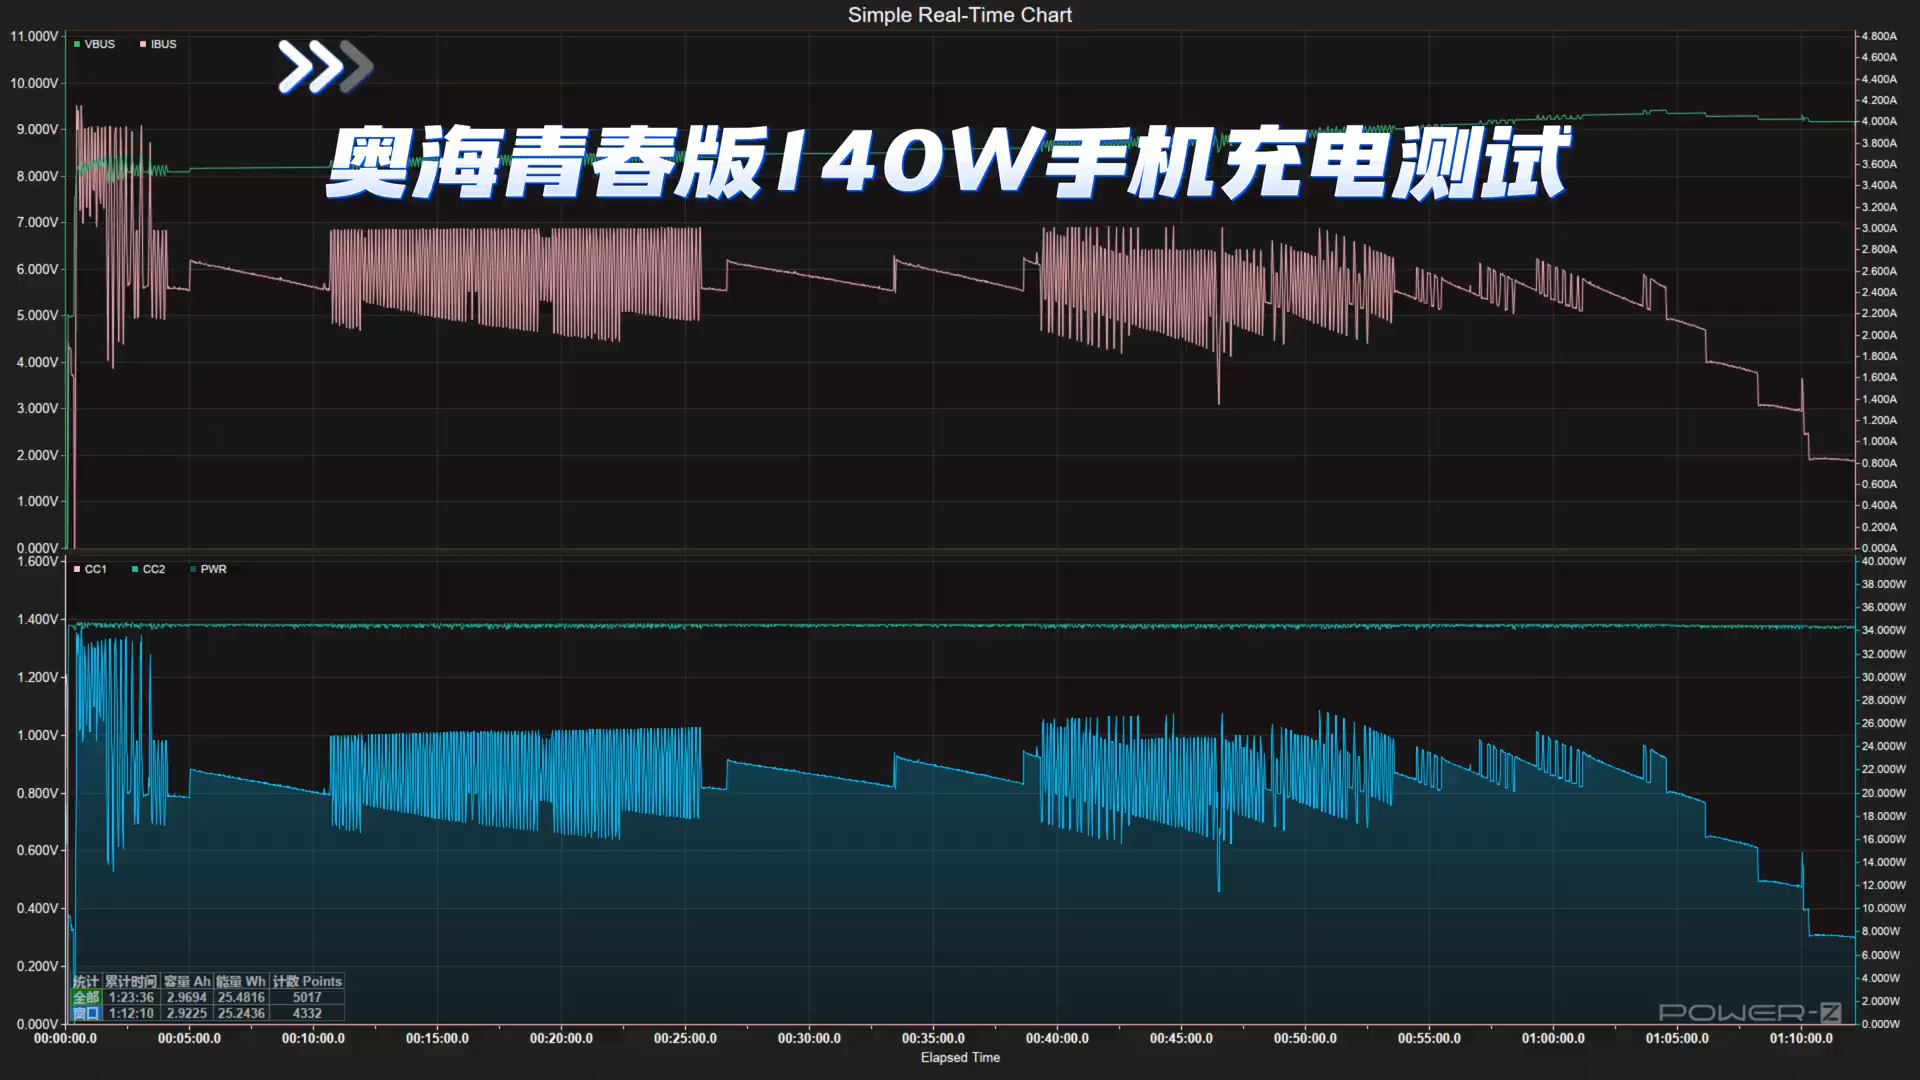 Simple Real-Time Chart
VBUS IBUS
奥海青春版140W手机充电测试
11.000V
10.000V
9.000V
8.000V
7.000V
6.000V
5.000V
4.000V
3.000V
2.000V
1.000V
0.000V
4.800A
4.600A
4.400A
4.200A
4.000A
3.800A
3.600A
3.400A
3.200A
3.000A
2.800A
2.600A
2.400A
2.200A
2.000A
1.800A
1.600A
1.400A
1.200A
1.000A
0.800A
0.600A
0.400A
0.200A
0.000A
CC1 CC2 PWR
1.600V
1.400V
1.200V
1.000V
0.800V
0.600V
0.400V
0.200V
0.000V
40.000W
38.000W
36.000W
34.000W
32.000W
30.000W
28.000W
26.000W
24.000W
22.000W
20.000W
18.000W
16.000W
14.000W
12.000W
10.000W
8.000W
6.000W
4.000W
2.000W
0.000W
统计 累计时间 容量 Ah 能量 Wh 计数 Points
全部 1:23:36 2.9694 25.4816 5017
窗口 1:12:10 2.9225 25.2436 4332
POWER-Z
00:00:00.0 00:05:00.0 00:10:00.0 00:15:00.0 00:20:00.0 00:25:00.0 00:30:00.0 00:35:00.0 00:40:00.0 00:45:00.0 00:50:00.0 00:55:00.0 01:00:00.0 01:05:00.0 01:10:00.0
Elapsed Time